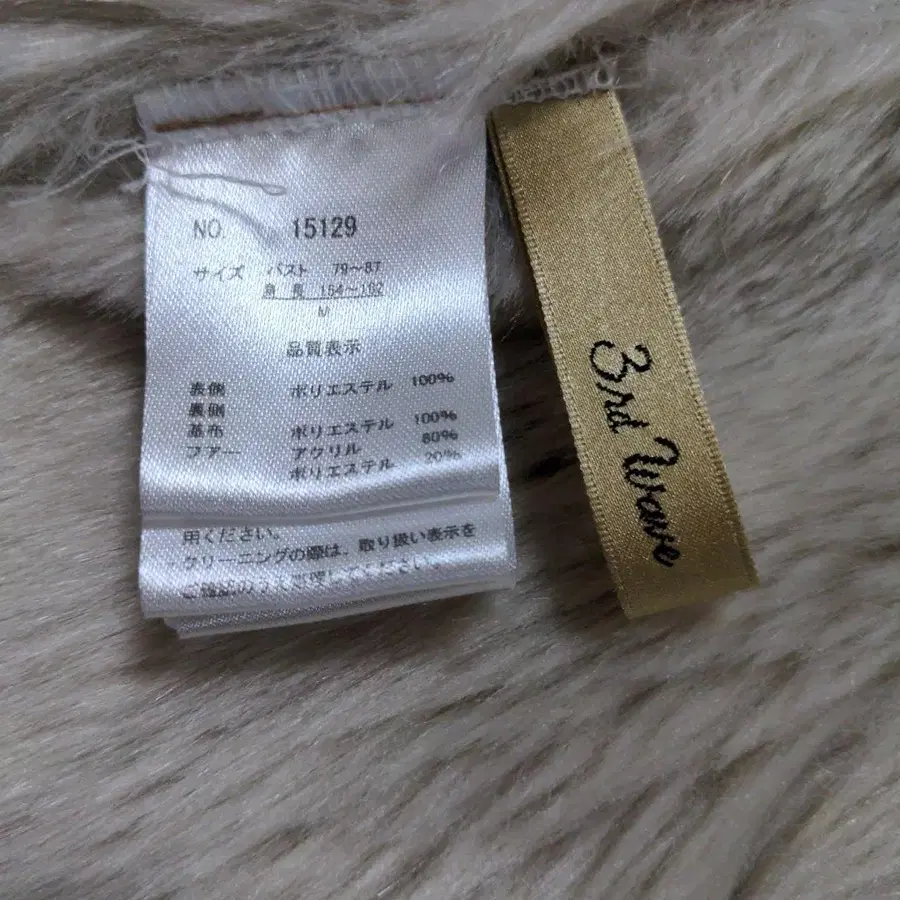 NO. 15129
サイズ バスト 79～87
身長 154～162
M
品質表示
表側 ポリエステル 100%
裏側
基布 ポリエステル 100%
ファー アクリル 80%
ポリエステル 20%
用ください。
クリーニングの際は、取り扱い表示を
3rd Wave